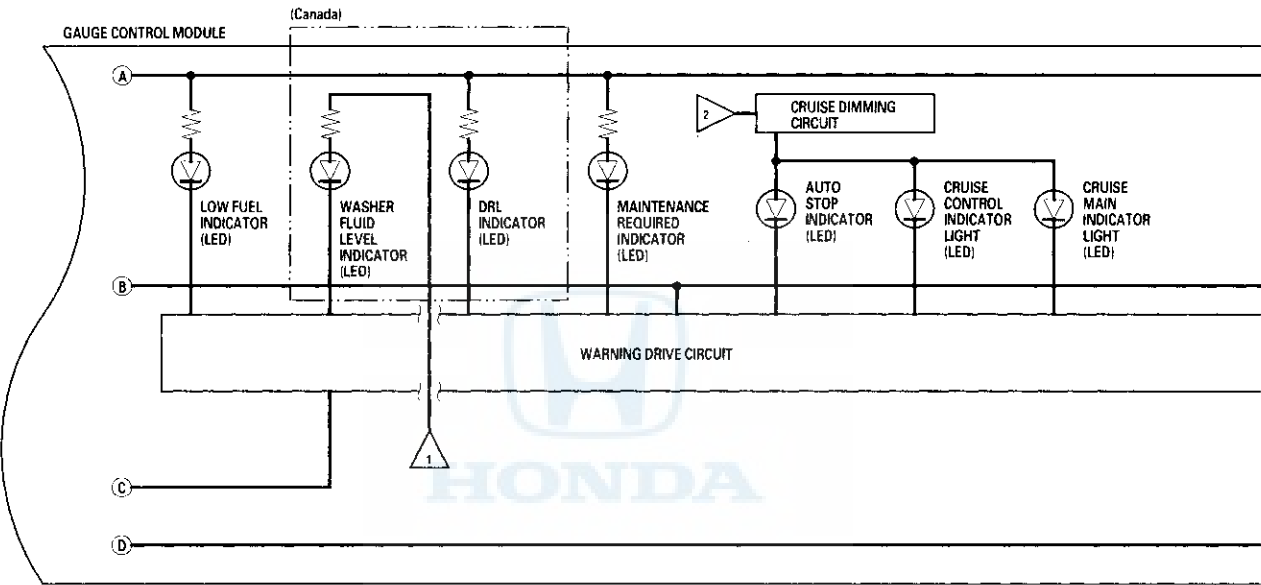 (Canada)
GAUGE CONTROL MODULE
A
2
CRUISE DIMMING
CIRCUIT
LOW FUEL
INDICATOR
(LED)
WASHER
FLUID
LEVEL
INDICATOR
(LED)
DRL
INDICATOR
(LED)
MAINTENANCE
REQUIRED
INDICATOR
(LED)
AUTO
STOP
INDICATOR
(LED)
CRUISE
CONTROL
INDICATOR
LIGHT
(LED)
CRUISE
MAIN
INDICATOR
LIGHT
(LED)
B
WARNING DRIVE CIRCUIT
1
HONDA
C
D